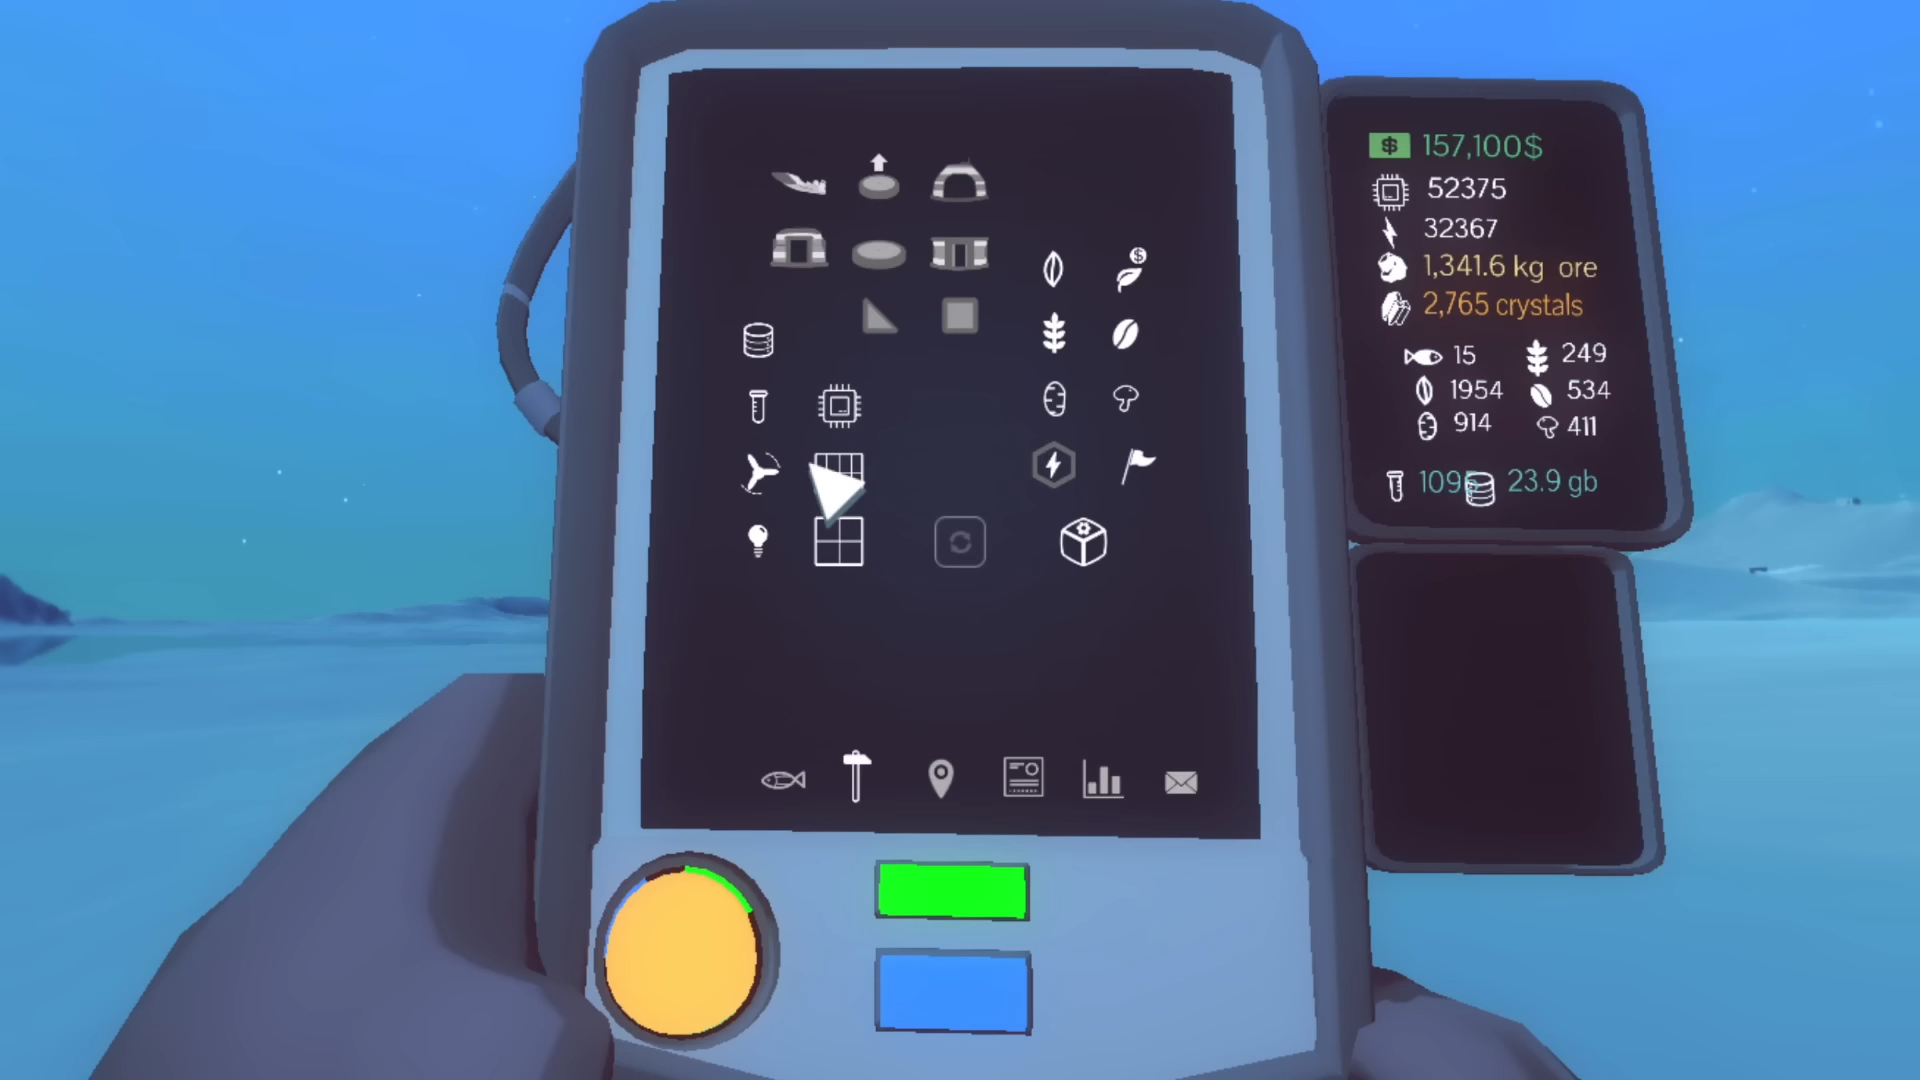 157,100$
52375
32367
1,341.6 kg ore
2,765 crystals
15 249
1954 534
914 411
23.9 gb